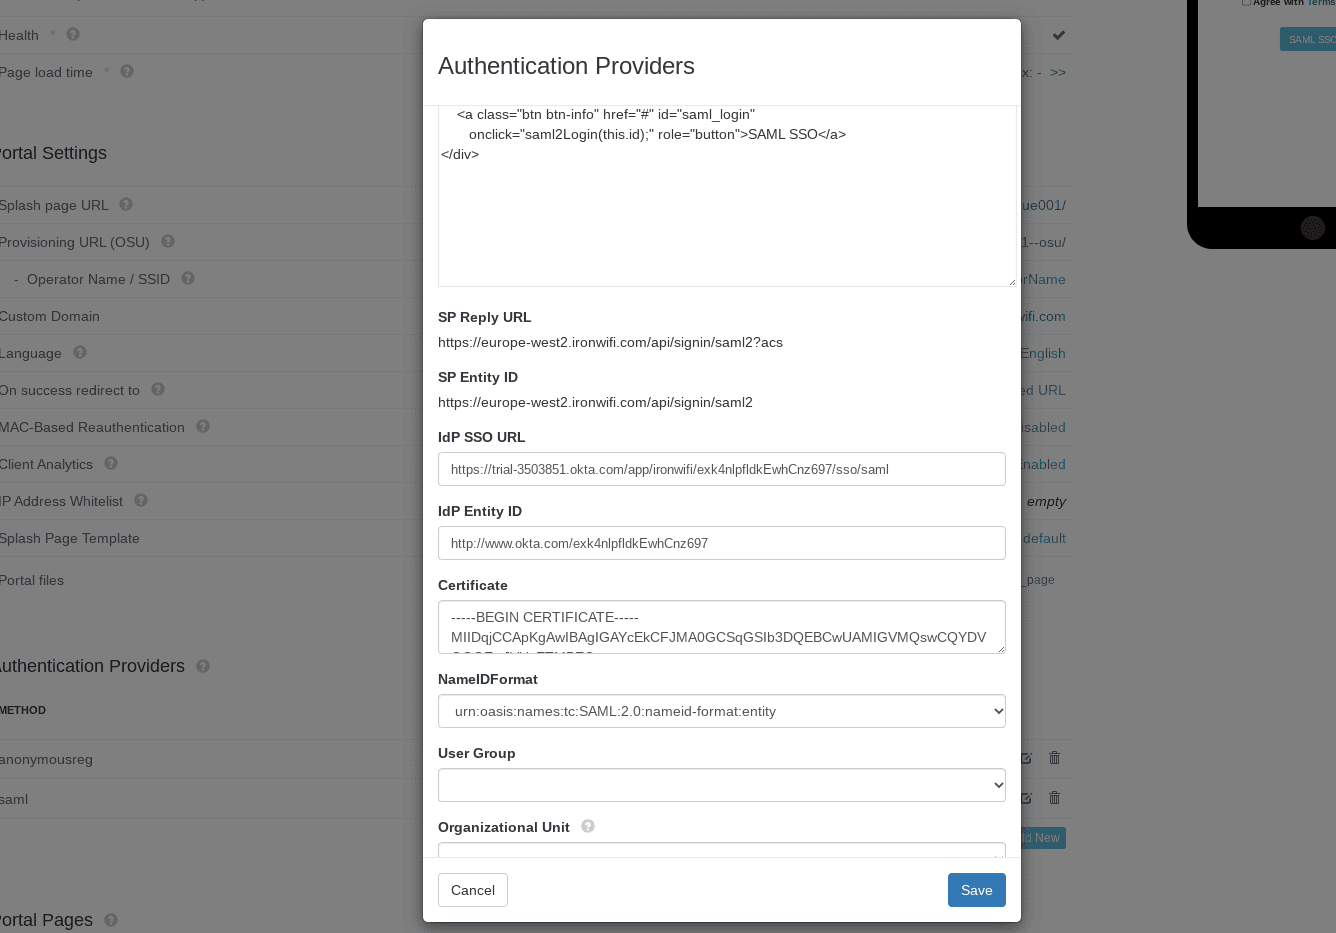 Agree with Terms
Health *
Page load time *
x: - >>
SAML SSO
Authentication Providers
<a class="btn btn-info" href="#" id="saml_login"
onclick="saml2Login(this.id);" role="button">SAML SSO</a>
</div>
ortal Settings
Splash page URL
ue001/
Provisioning URL (OSU)
1--osu/
- Operator Name / SSID
orName
Custom Domain
wifi.com
Language
English
On success redirect to
ed URL
MAC-Based Reauthentication
isabled
Client Analytics
Enabled
IP Address Whitelist
empty
Splash Page Template
default
Portal files
_page
uthentication Providers
METHOD
anonymousreg
saml
dd New
ortal Pages
SP Reply URL
https://europe-west2.ironwifi.com/api/signin/saml2?acs
SP Entity ID
https://europe-west2.ironwifi.com/api/signin/saml2
IdP SSO URL
https://trial-3503851.okta.com/app/ironwifi/exk4nlpfldkEwhCnz697/sso/saml
IdP Entity ID
http://www.okta.com/exk4nlpfldkEwhCnz697
Certificate
-----BEGIN CERTIFICATE-----
MIIDqjCCApKgAwIBAgIGAYcEkCFJMA0GCSqGSIb3DQEBCwUAMIGVMQswCQYDV
NameIDFormat
urn:oasis:names:tc:SAML:2.0:nameid-format:entity
User Group
Organizational Unit
Cancel
Save